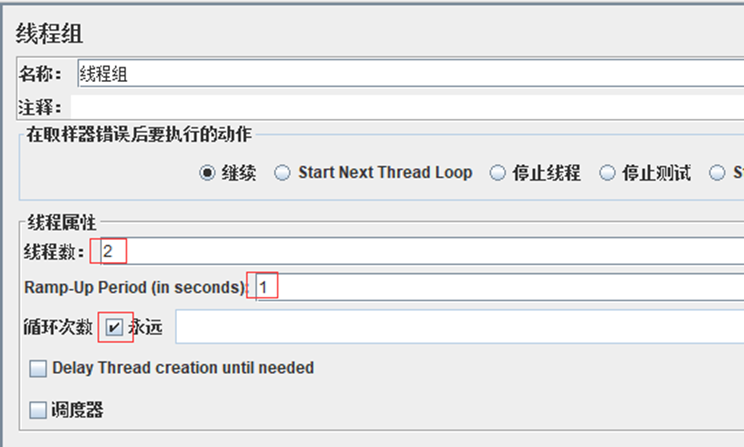 线程组
名称： 线程组
注释：
在取样器错误后要执行的动作
继续 Start Next Thread Loop 停止线程 停止测试 S
线程属性
线程数： 2
Ramp-Up Period (in seconds): 1
循环次数 永远
Delay Thread creation until needed
调度器